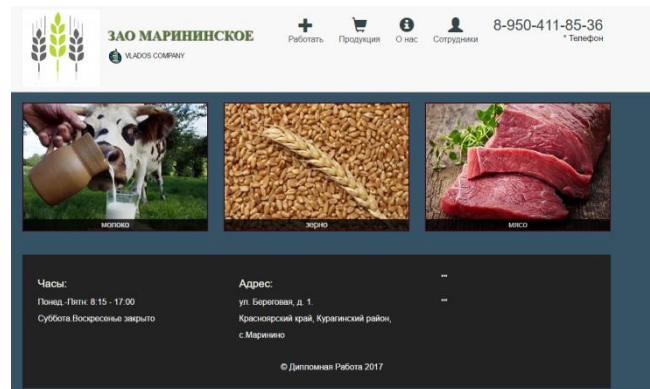 ЗАО МАРИНИНСКОЕ
VLADOS COMPANY
Работать
Продукция
О нас
Сотрудники
8-950-411-85-36
* Телефон
молоко
зерно
мясо
Часы:
Понед.-Пятн: 8:15 - 17:00
Суббота.Воскресенье закрыто
Адрес:
ул. Береговая, д. 1.
Красноярский край, Курагинский район,
с.Маринино
© Дипломная Работа 2017